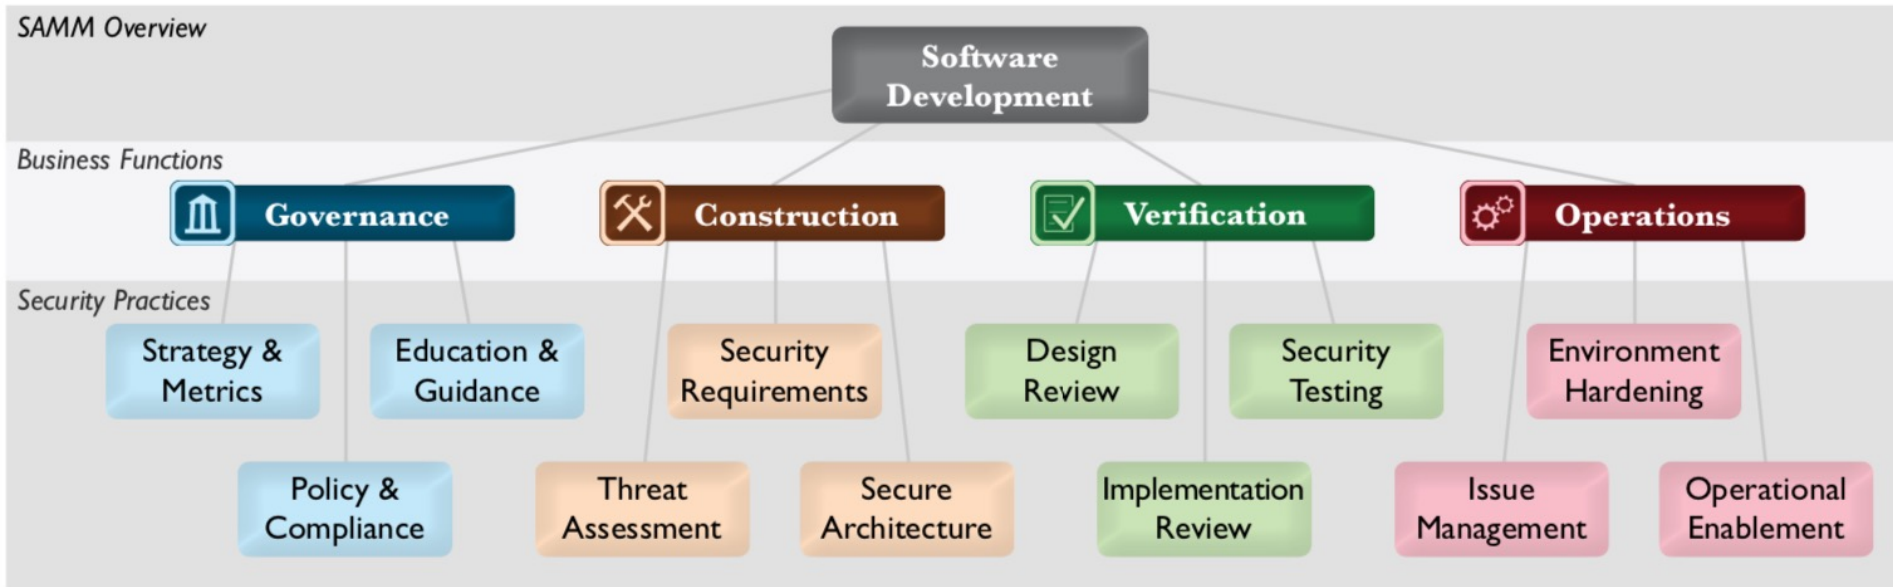 SAMM Overview
Software
Development
Business Functions
Governance
Construction
Verification
Operations
Security Practices
Strategy &
Metrics
Education &
Guidance
Security
Requirements
Design
Review
Security
Testing
Environment
Hardening
Policy &
Compliance
Threat
Assessment
Secure
Architecture
Implementation
Review
Issue
Management
Operational
Enablement